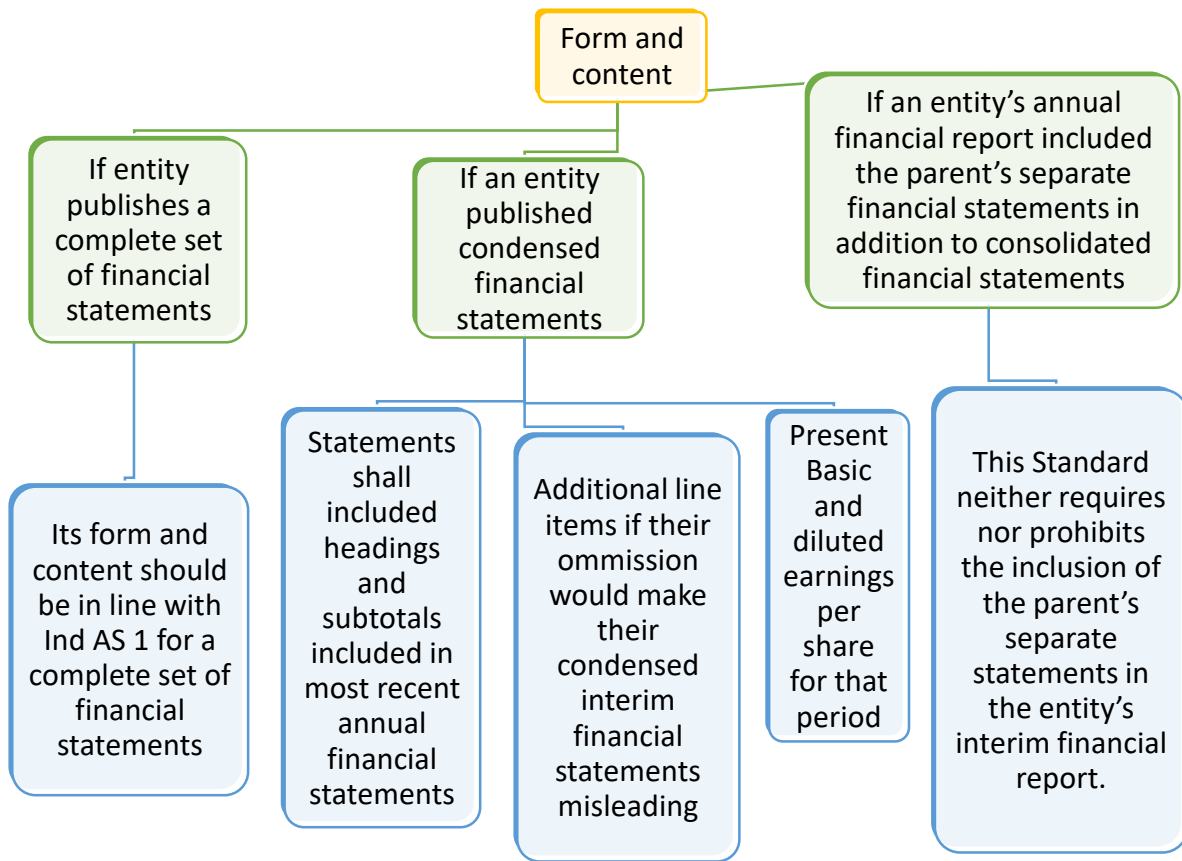 Form and
content
If entity
publishes a
complete set
of financial
statements
If an entity
published
condensed
financial
statements
If an entity’s annual
financial report included
the parent’s separate
financial statements in
addition to consolidated
financial statements
Its form and
content should
be in line with
Ind AS 1 for a
complete set of
financial
statements
Statements
shall
included
headings
and
subtotals
included in
most recent
annual
financial
statements
Additional line
items if their
ommission
would make
their
condensed
interim
financial
statements
misleading
Present
Basic
and
diluted
earnings
per
share
for that
period
This Standard
neither requires
nor prohibits
the inclusion of
the parent’s
separate
statements in
the entity’s
interim financial
report.